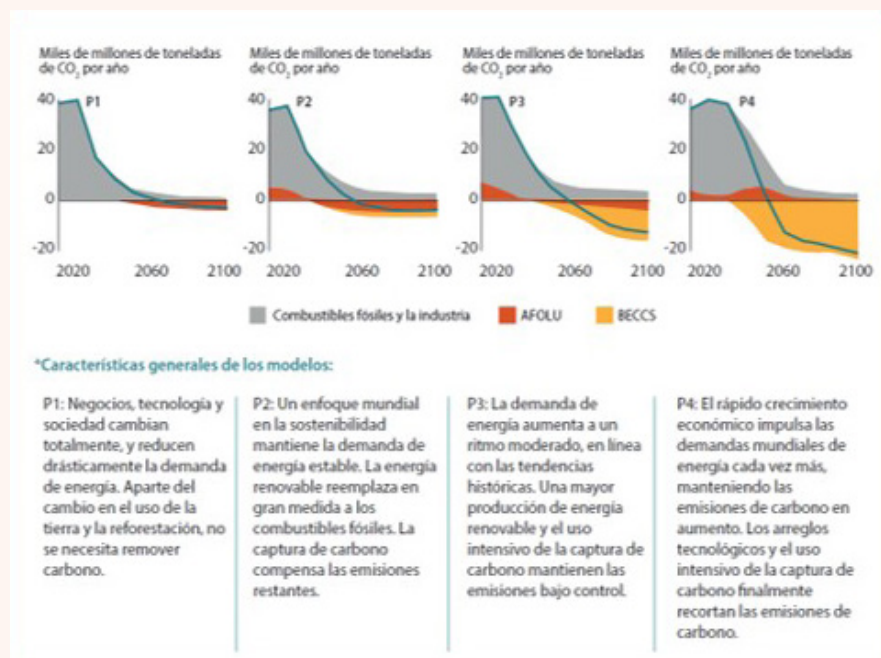 Miles de millones de toneladas
de CO₂ por año
40
20
0
-20
P1
2020 2060 2100
Miles de millones de toneladas
de CO₂ por año
40
20
0
-20
P2
2020 2060 2100
Miles de millones de toneladas
de CO₂ por año
40
20
0
-20
P3
2020 2060 2100
Miles de millones de toneladas
de CO₂ por año
40
20
0
-20
P4
2020 2060 2100
Combustibles fósiles y la industria AFOLU BECCS
*Características generales de los modelos:
P1: Negocios, tecnología y
sociedad cambian
totalmente, y reducen
drásticamente la demanda
de energía. Aparte del
cambio en el uso de la
tierra y la reforestación, no
se necesita remover
carbono.
P2: Un enfoque mundial
en la sostenibilidad
mantiene la demanda de
energía estable. La energía
renovable reemplaza en
gran medida a los
combustibles fósiles. La
captura de carbono
compensa las emisiones
restantes.
P3: La demanda de
energía aumenta a un
ritmo moderado, en línea
con las tendencias
históricas. Una mayor
producción de energía
renovable y el uso
intensivo de la captura de
carbono mantienen las
emisiones bajo control.
P4: El rápido crecimiento
económico impulsa las
demandas mundiales de
energía cada vez más,
manteniendo las
emisiones de carbono en
aumento. Los arreglos
tecnológicos y el uso
intensivo de la captura de
carbono finalmente
recortan las emisiones de
carbono.